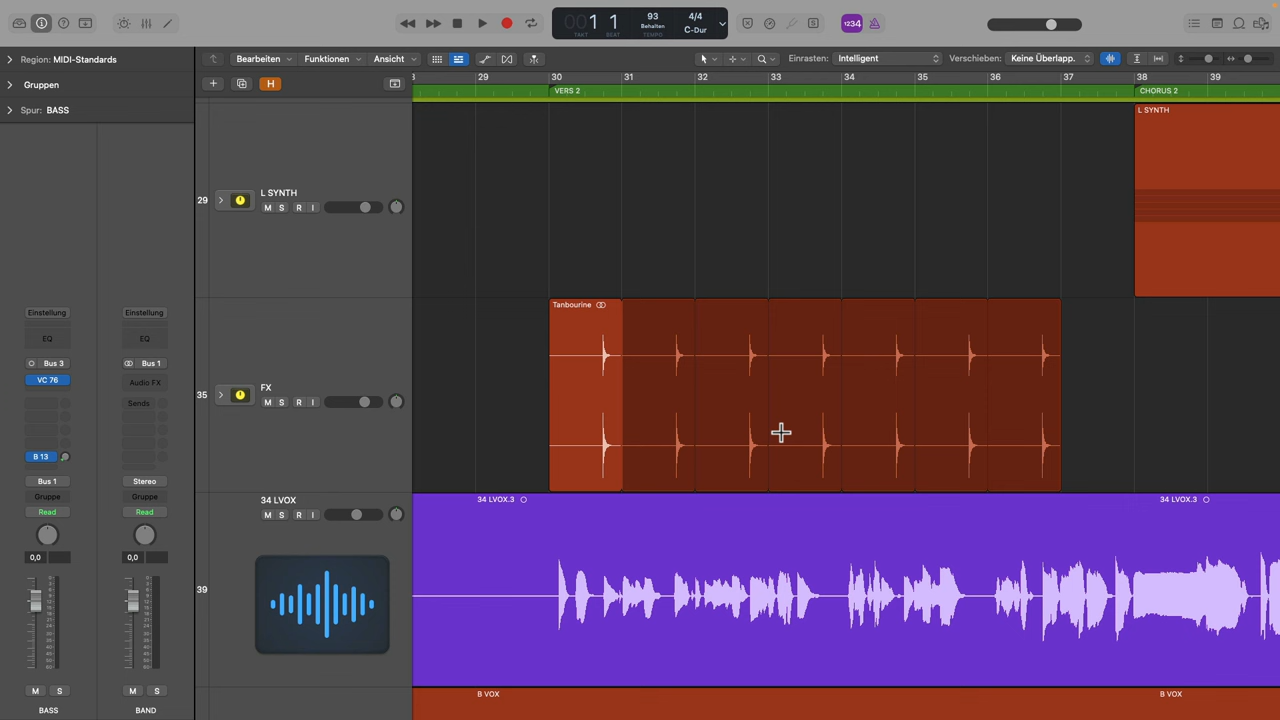 00 1 1
TAKT BEAT
93
Behalten
TEMPO
4/4
C-Dur
S
1234
Region: MIDI-Standards
Gruppen
Spur: BASS
Bearbeiten
Funktionen
Ansicht
Einrasten: Intelligent
Verschieben: Keine Überlapp.
H
29 30 31 32 33 34 35 36 37 38 39
VERS 2
CHORUS 2
29
L SYNTH
M S R I
L SYNTH
35
FX
M S R I
Tanbourine
39
34 LVOX
M S R I
34 LVOX.3
34 LVOX.3
B VOX
B VOX
Einstellung
Einstellung
EQ
EQ
Bus 3
Bus 1
VC 76
Audio FX
Sends
B 13
Bus 1
Stereo
Gruppe
Gruppe
Read
Read
0,0
0,0
M S
M S
BASS
BAND